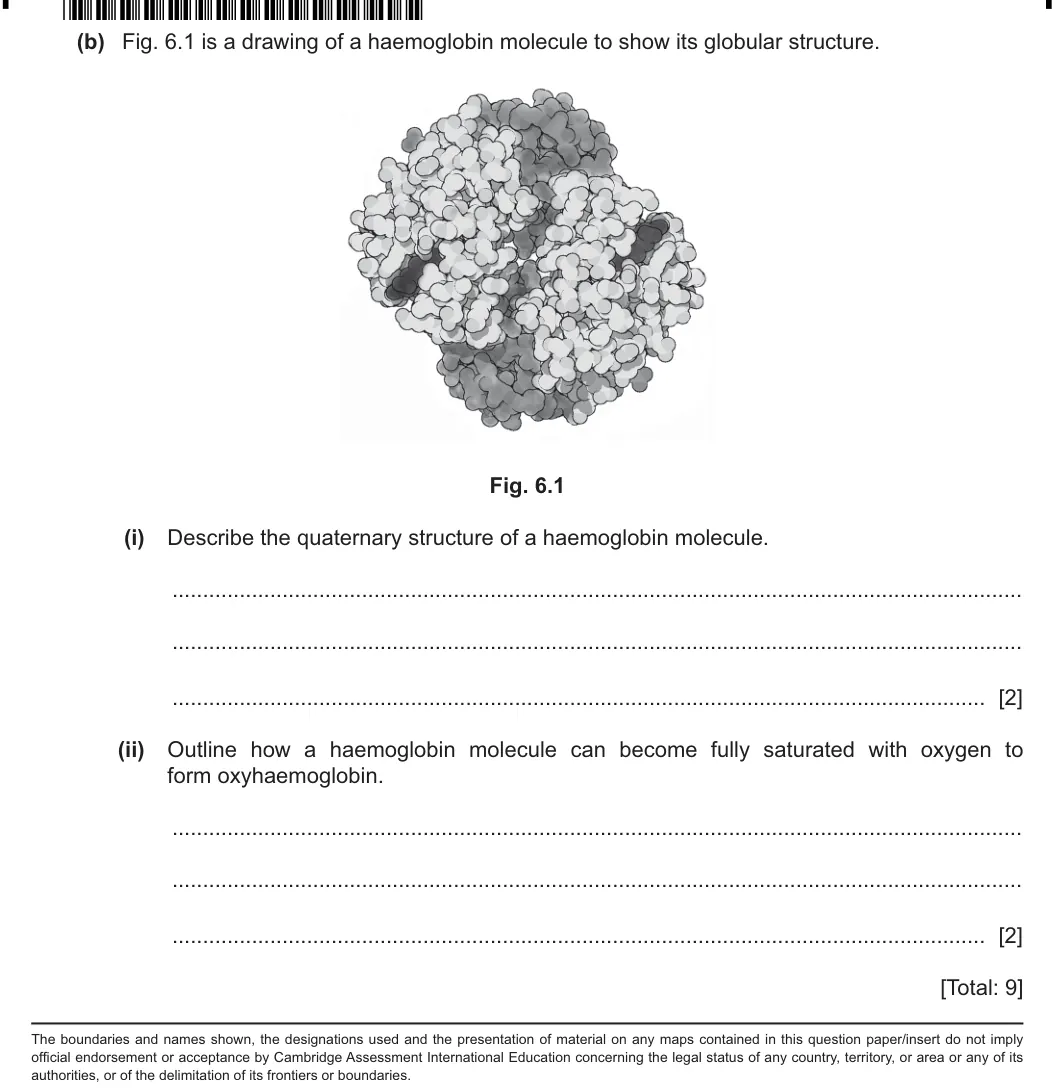 (b) Fig. 6.1 is a drawing of a haemoglobin molecule to show its globular structure.
Fig. 6.1
(i) Describe the quaternary structure of a haemoglobin molecule.
..........................................................................................................................................
..........................................................................................................................................
.................................................................................................................................... [2]
(ii) Outline how a haemoglobin molecule can become fully saturated with oxygen to
form oxyhaemoglobin.
..........................................................................................................................................
..........................................................................................................................................
.................................................................................................................................... [2]
[Total: 9]
The boundaries and names shown, the designations used and the presentation of material on any maps contained in this question paper/insert do not imply
official endorsement or acceptance by Cambridge Assessment International Education concerning the legal status of any country, territory, or area or any of its
authorities, or of the delimitation of its frontiers or boundaries.